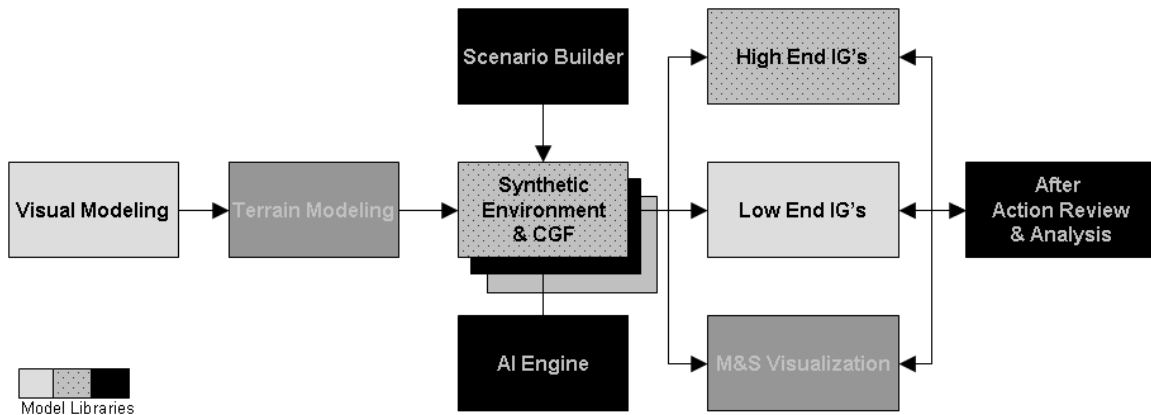 Scenario Builder
High End IG's
Visual Modeling
Terrain Modeling
Synthetic
Environment
& CGF
Low End IG's
After
Action Review
& Analysis
AI Engine
M&S Visualization
Model Libraries